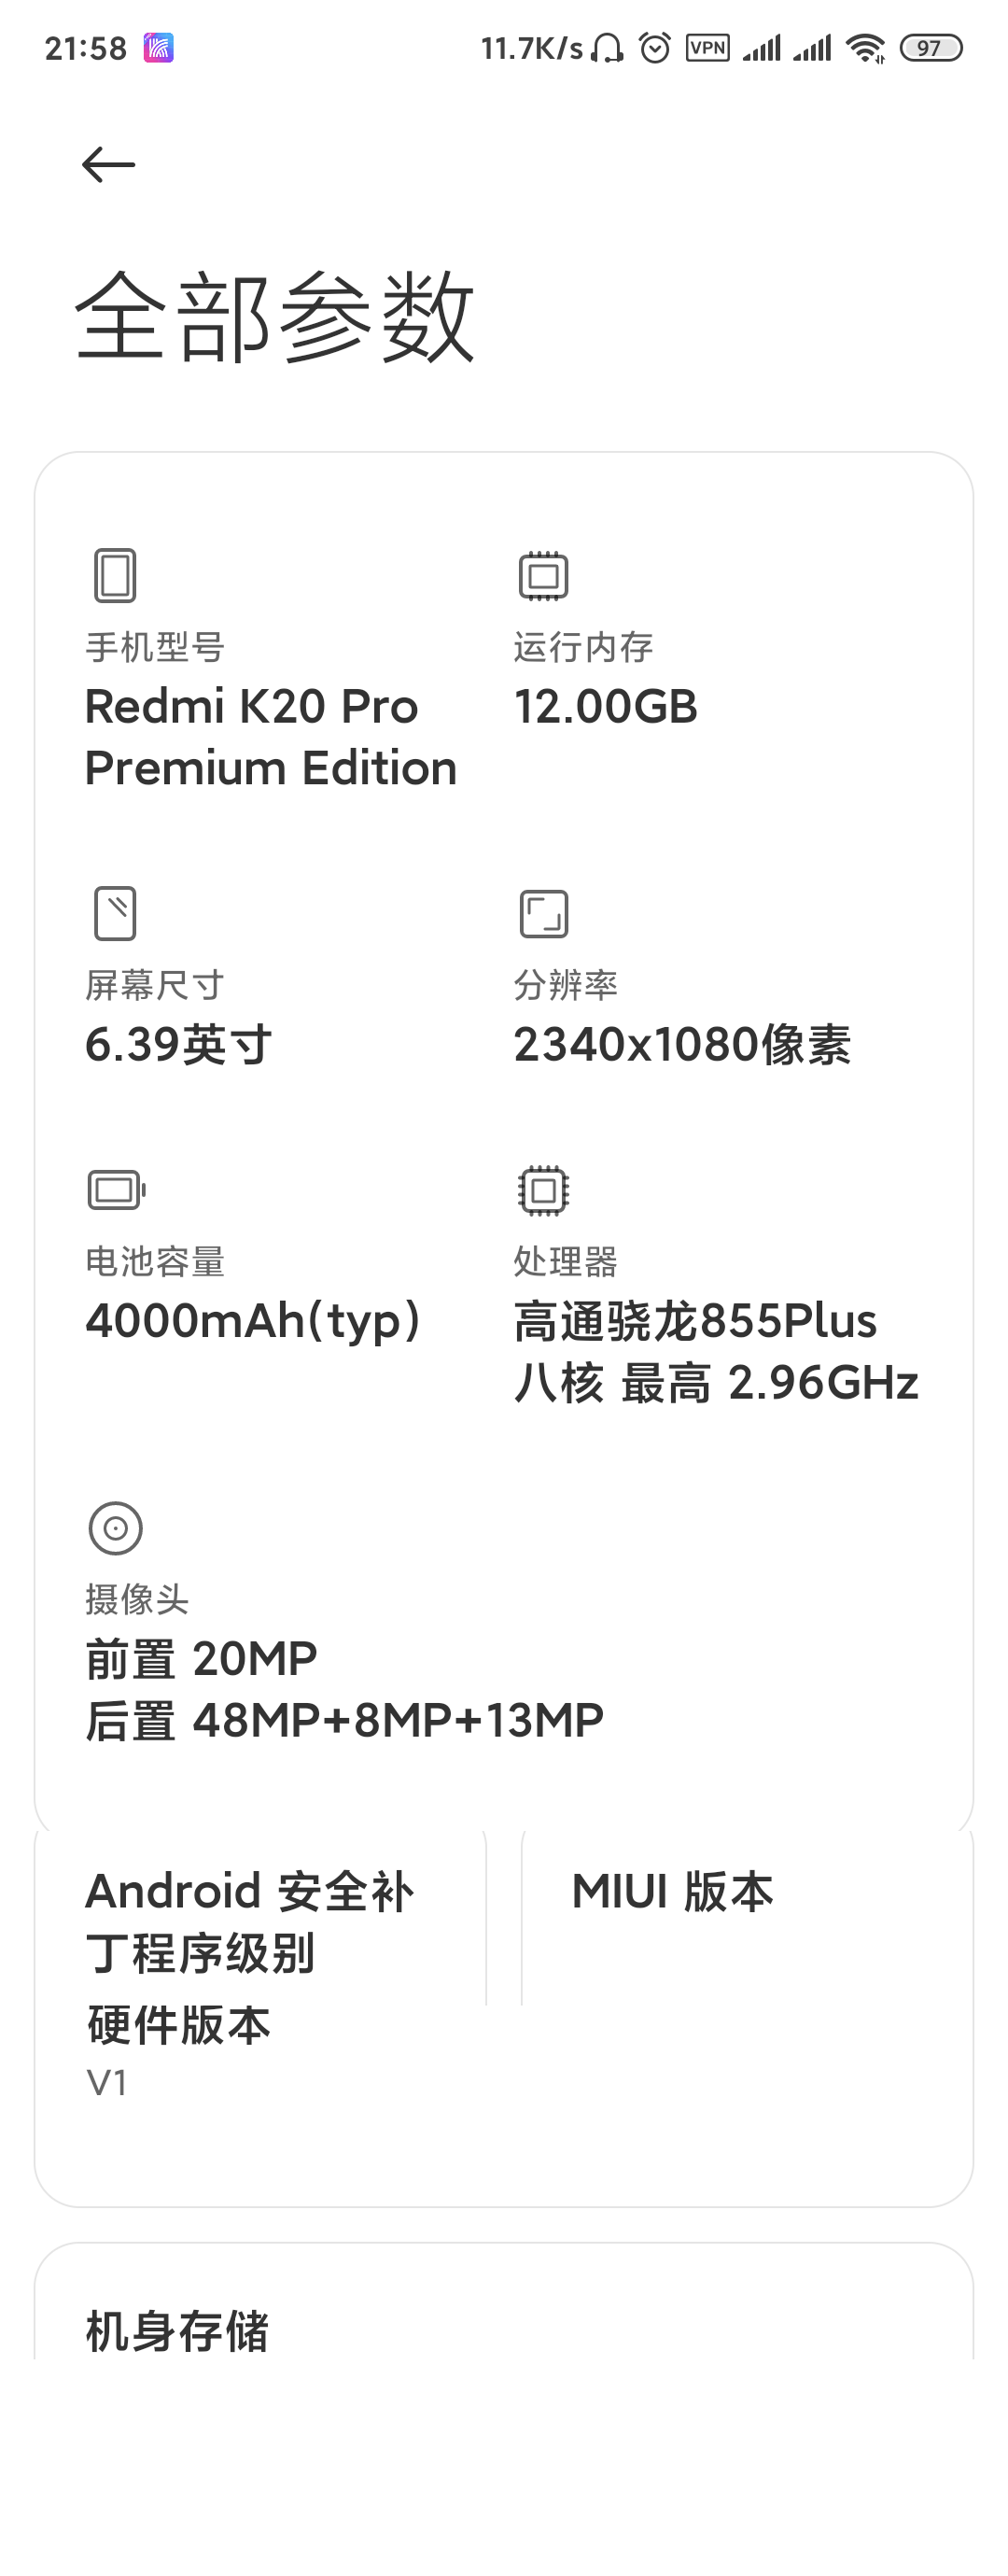 21:58 11.7K/s VPN 97
全部参数
手机型号
Redmi K20 Pro
Premium Edition
运行内存
12.00GB
屏幕尺寸
6.39英寸
分辨率
2340x1080像素
电池容量
4000mAh(typ)
处理器
高通骁龙855Plus
八核 最高 2.96GHz
摄像头
前置 20MP
后置 48MP+8MP+13MP
Android 安全补
丁程序级别
MIUI 版本
硬件版本
V1
机身存储